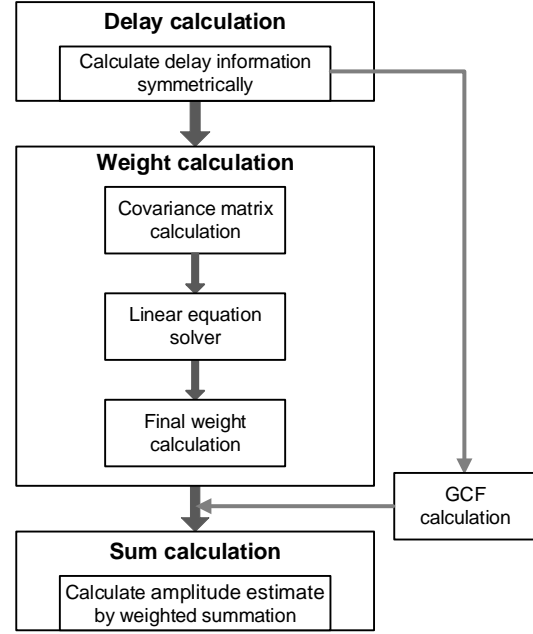 Delay calculation
Calculate delay information
symmetrically
Weight calculation
Covariance matrix
calculation
Linear equation
solver
Final weight
calculation
GCF
calculation
Sum calculation
Calculate amplitude estimate
by weighted summation